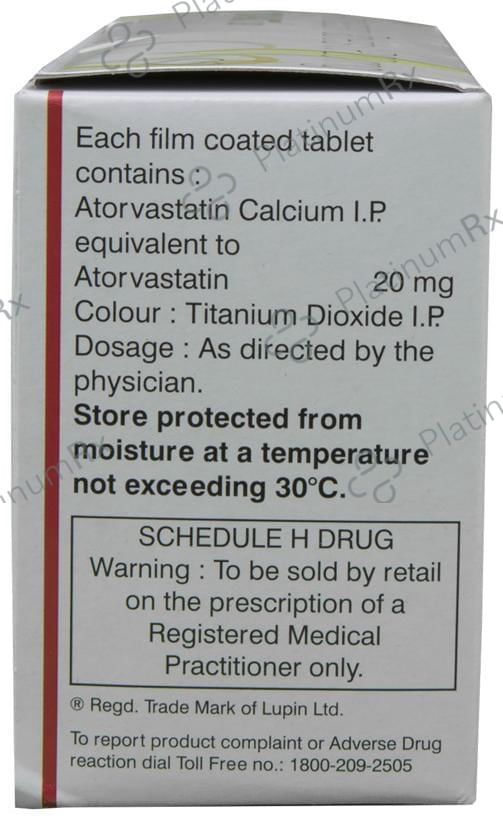 Each film coated tablet
contains :
Atorvastatin Calcium I.P.
equivalent to
Atorvastatin 20 mg
Colour : Titanium Dioxide I.P.
Dosage : As directed by the
physician.
Store protected from
moisture at a temperature
not exceeding 30°C.
SCHEDULE H DRUG
Warning : To be sold by retail
on the prescription of a
Registered Medical
Practitioner only.
® Regd. Trade Mark of Lupin Ltd.
To report product complaint or Adverse Drug
reaction dial Toll Free no.: 1800-209-2505
PlatinumRx
PlatinumRx
PlatinumRx